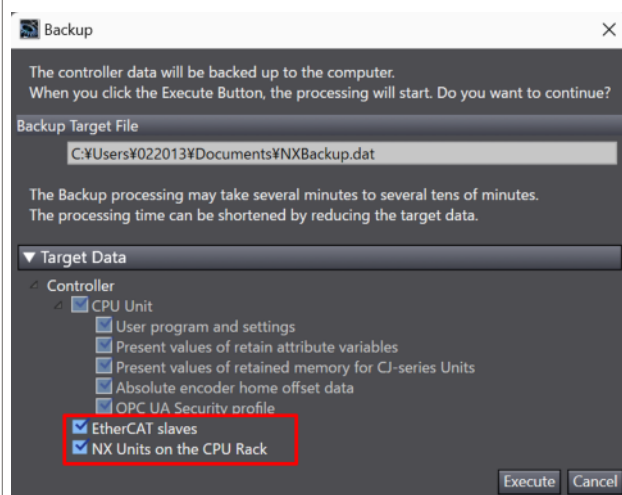 Backup
The controller data will be backed up to the computer.
When you click the Execute Button, the processing will start. Do you want to continue?
Backup Target File
C:¥Users¥022013¥Documents¥NXBackup.dat
The Backup processing may take several minutes to several tens of minutes.
The processing time can be shortened by reducing the target data.
▼ Target Data
Controller
CPU Unit
User program and settings
Present values of retain attribute variables
Present values of retained memory for CJ-series Units
Absolute encoder home offset data
OPC UA Security profile
EtherCAT slaves
NX Units on the CPU Rack
Execute Cancel